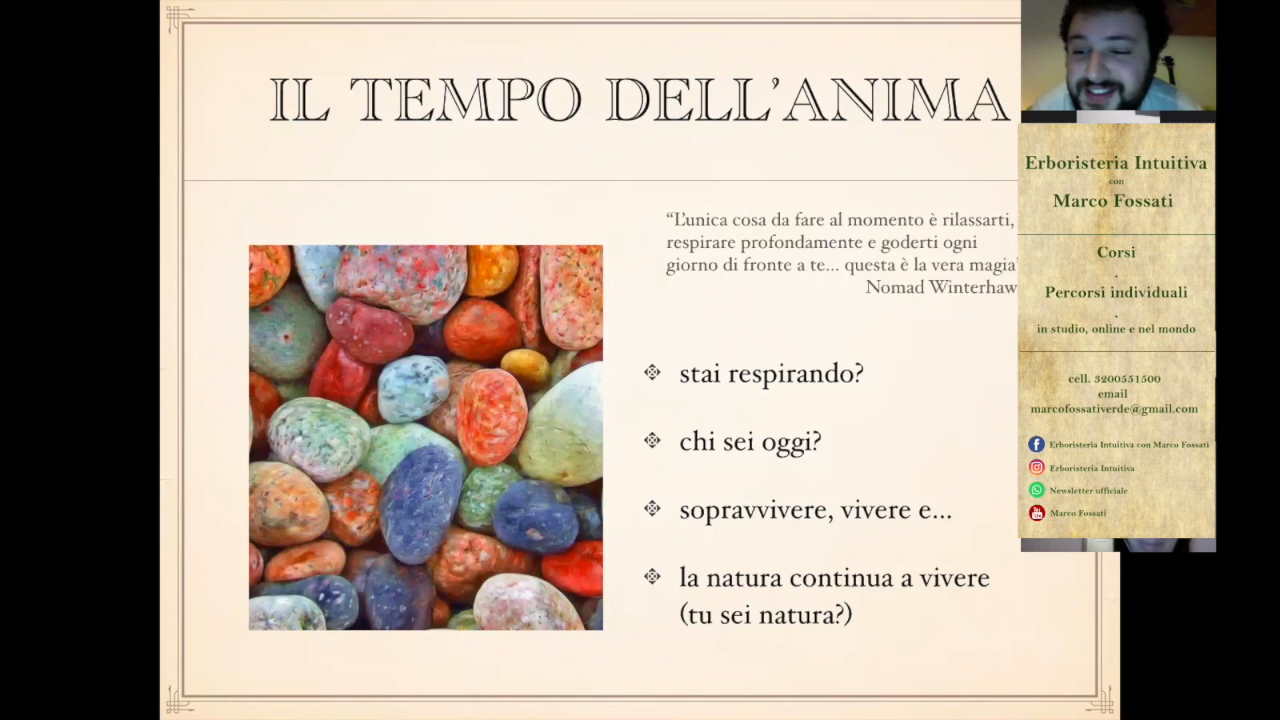 IL TEMPO DELL’ANIMA
“L’unica cosa da fare al momento è rilassarti,
respirare profondamente e goderti ogni
giorno di fronte a te... questa è la vera magia
Nomad Winterhaw
stai respirando?
chi sei oggi?
sopravvivere, vivere e...
la natura continua a vivere
(tu sei natura?)
Erboristeria Intuitiva
con
Marco Fossati
Corsi
.
Percorsi individuali
.
in studio, online e nel mondo
cell. 3200551500
email
marcofossativerde@gmail.com
Erboristeria Intuitiva con Marco Fossati
Erboristeria Intuitiva
Newsletter officiale
Marco Fossati